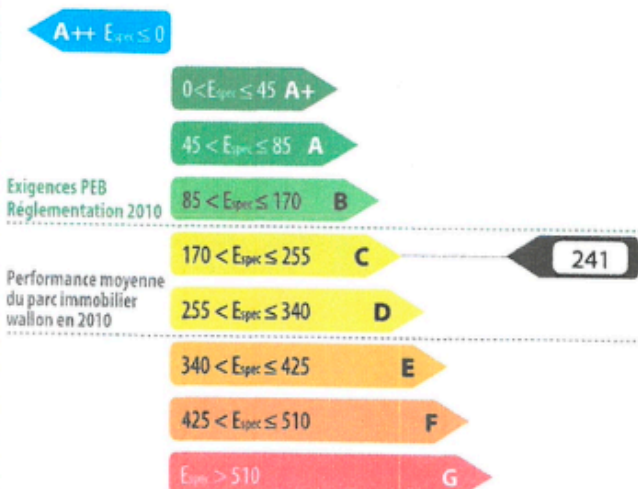 A++ Espec ≤ 0
0 < Espec ≤ 45 A+
45 < Espec ≤ 85 A
Exigences PEB
Réglementation 2010
85 < Espec ≤ 170 B
170 < Espec ≤ 255 C
241
Performance moyenne
du parc immobilier
wallon en 2010
255 < Espec ≤ 340 D
340 < Espec ≤ 425 E
425 < Espec ≤ 510 F
Espec > 510 G